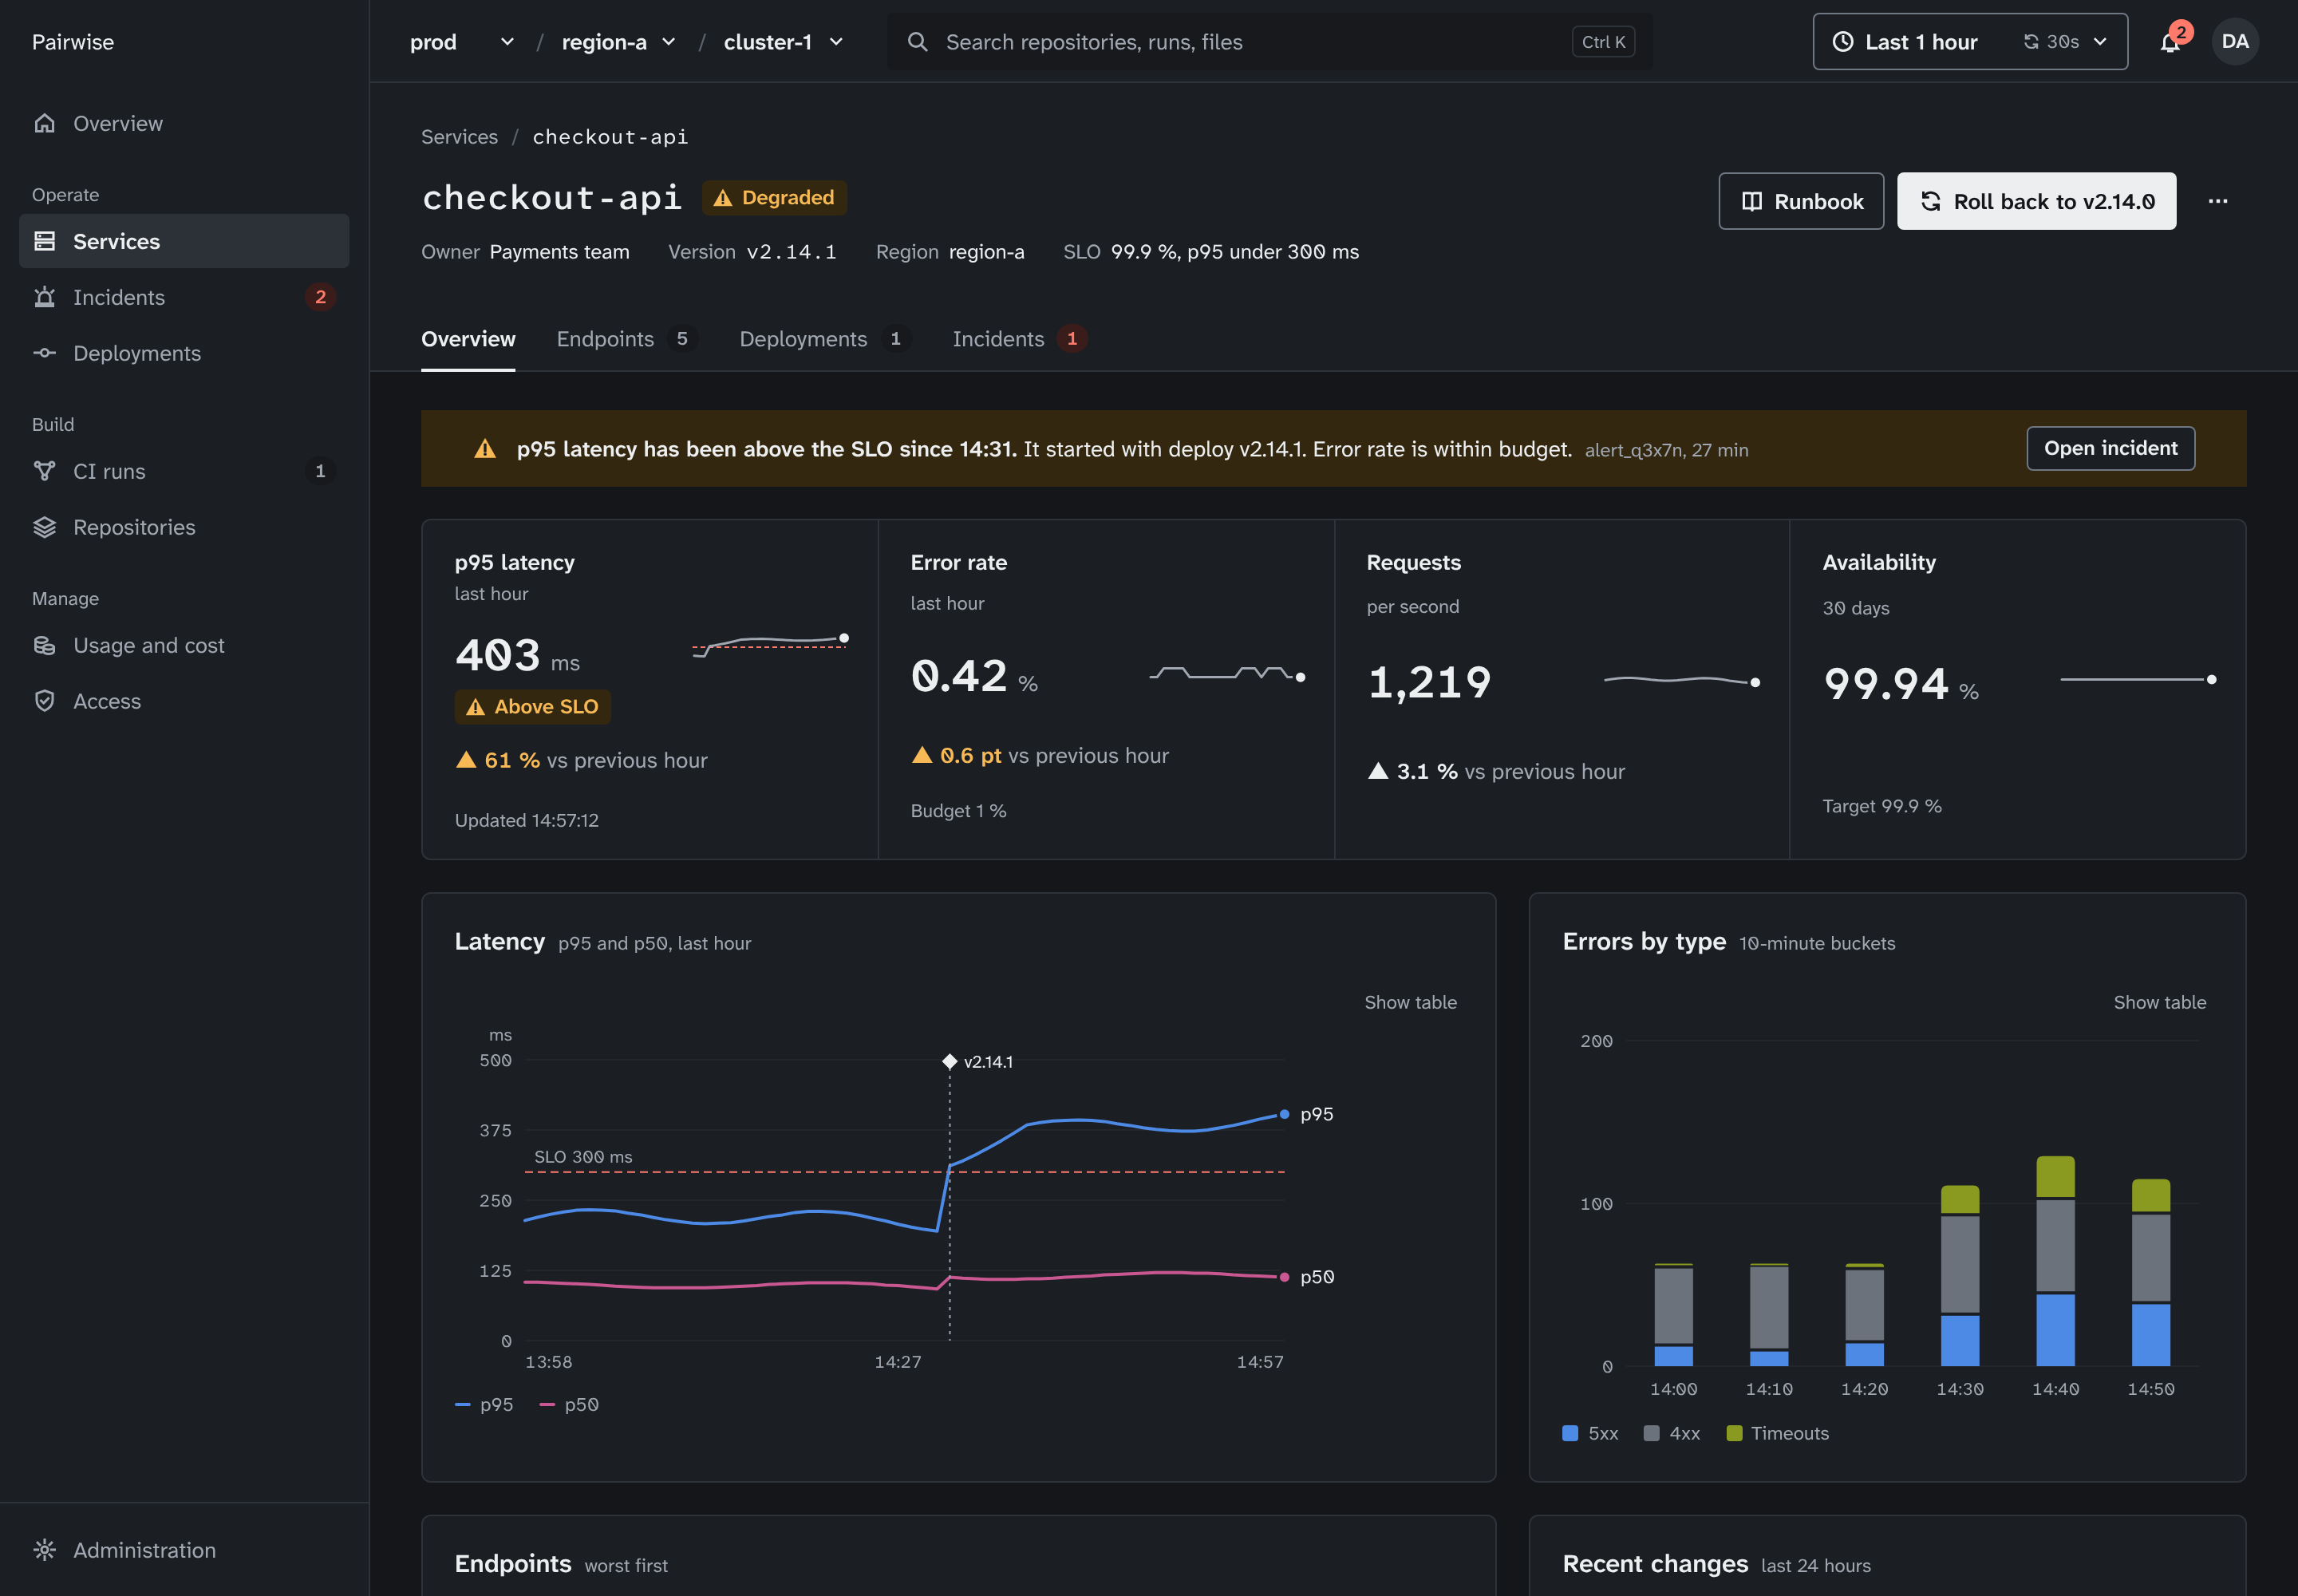 Pairwise
prod / region-a / cluster-1
Search repositories, runs, files
Ctrl K
Last 1 hour
30s
2
DA
Overview
Operate
Services
Incidents 2
Deployments
Build
CI runs 1
Repositories
Manage
Usage and cost
Access
Administration
Services / checkout-api
checkout-api
Degraded
Runbook
Roll back to v2.14.0
Owner Payments team Version v2.14.1 Region region-a SLO 99.9 %, p95 under 300 ms
Overview Endpoints 5 Deployments 1 Incidents 1
p95 latency has been above the SLO since 14:31. It started with deploy v2.14.1. Error rate is within budget. alert_q3x7n, 27 min
Open incident
p95 latency
last hour
403 ms
Above SLO
61 % vs previous hour
Updated 14:57:12
Error rate
last hour
0.42 %
0.6 pt vs previous hour
Budget 1 %
Requests
per second
1,219
3.1 % vs previous hour
Availability
30 days
99.94 %
Target 99.9 %
Latency p95 and p50, last hour
Show table
ms
500
v2.14.1
p95
375
SLO 300 ms
250
125
p50
0
13:58 14:27 14:57
p95 p50
Errors by type 10-minute buckets
Show table
200
100
0
14:00 14:10 14:20 14:30 14:40 14:50
5xx 4xx Timeouts
Endpoints worst first
Recent changes last 24 hours